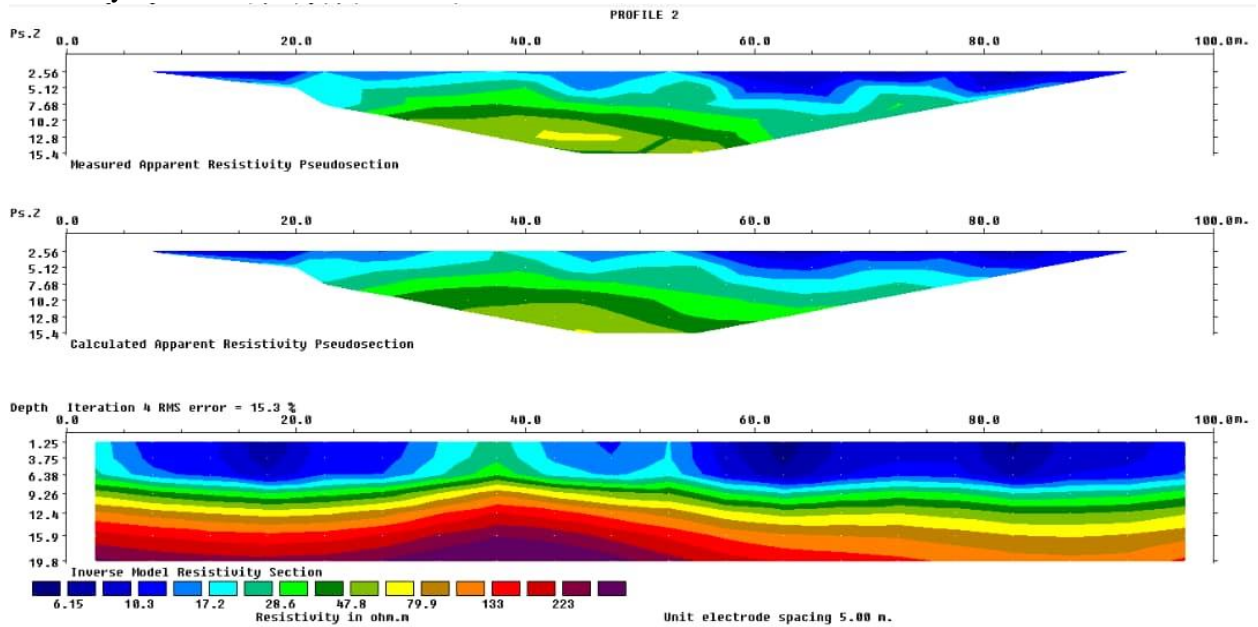 PROFILE 2
Ps.Z 0.0 20.0 40.0 60.0 80.0 100.0m.
2.56
5.12
7.68
10.2
12.8
15.4
Measured Apparent Resistivity Pseudosection
Ps.Z 0.0 20.0 40.0 60.0 80.0 100.0m.
2.56
5.12
7.68
10.2
12.8
15.4
Calculated Apparent Resistivity Pseudosection
Depth Iteration 4 RMS error = 15.3 %
0.0 20.0 40.0 60.0 80.0 100.0m.
1.25
3.75
6.38
9.26
12.4
15.9
19.8
Inverse Model Resistivity Section
6.15 10.3 17.2 28.6 47.8 79.9 133 223
Resistivity in ohm.m Unit electrode spacing 5.00 m.